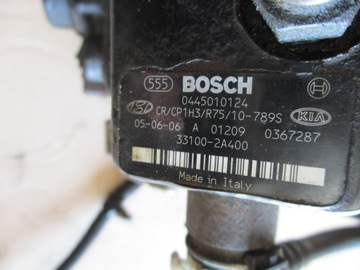 555 BOSCH
0445010124
CR/CP1H3/R75/10-789S KIA
05-06-06 A 01209 0367287
33100-2A400
Made in Italy